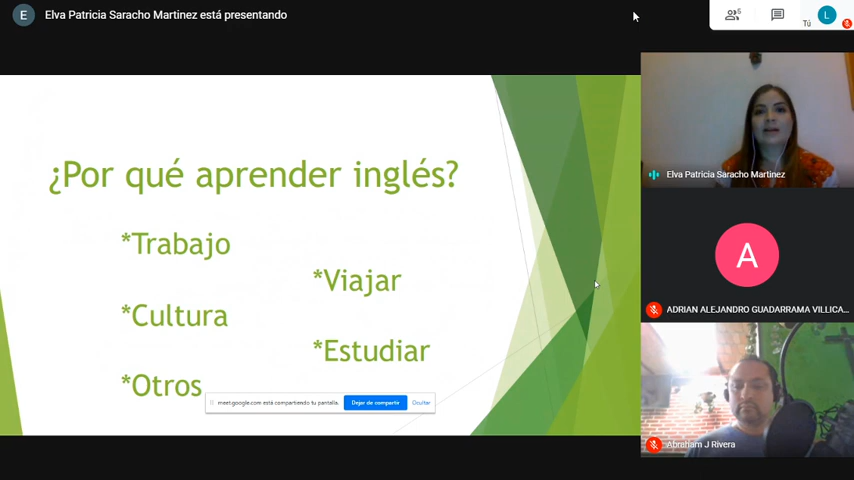 E
Elva Patricia Saracho Martinez está presentando
6
Tú
L
¿Por qué aprender inglés?
*Trabajo
*Viajar
*Cultura
*Estudiar
*Otros
meet.google.com está compartiendo tu pantalla.
Dejar de compartir
Ocultar
Elva Patricia Saracho Martinez
A
ADRIAN ALEJANDRO GUADARRAMA VILLICA...
Abraham J Rivera